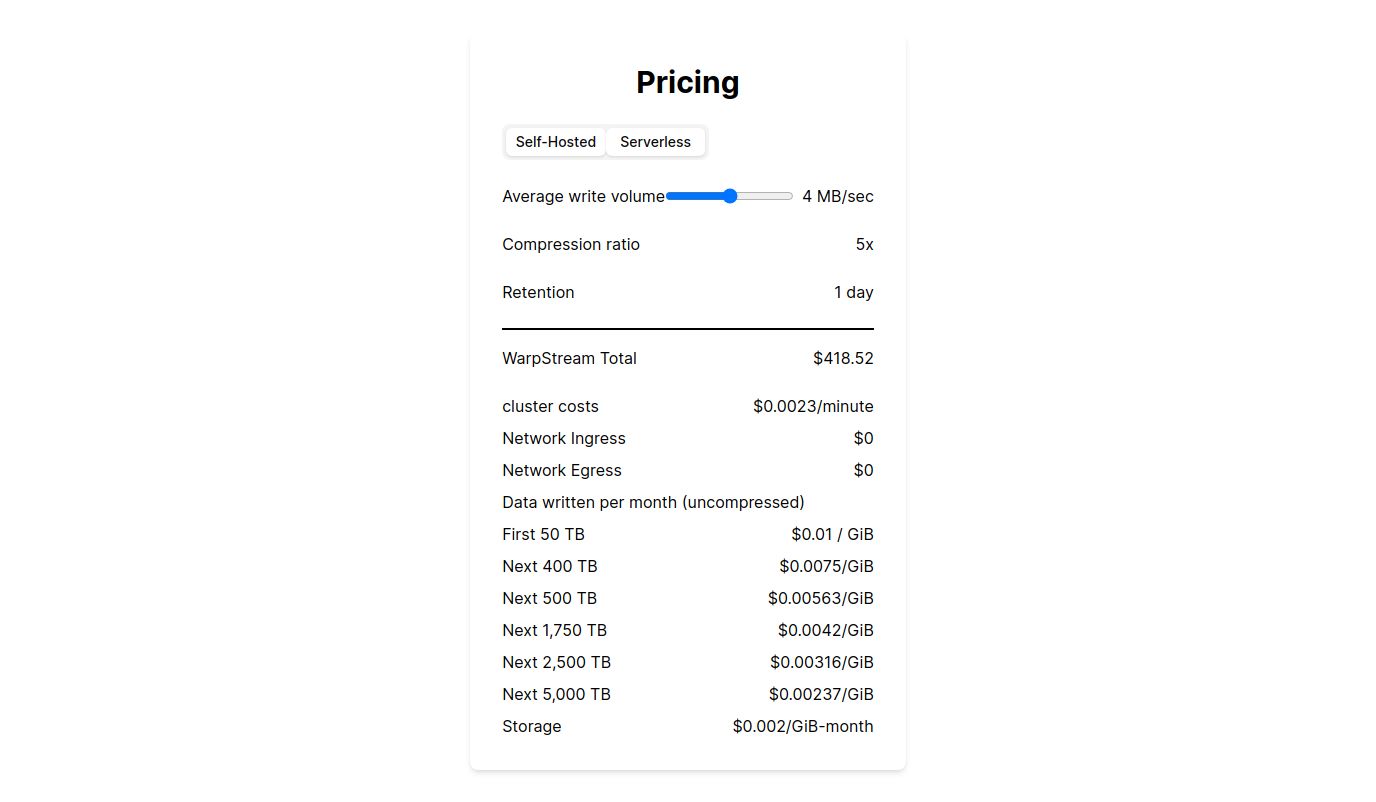 Pricing
Self-Hosted Serverless
Average write volume 4 MB/sec
Compression ratio 5x
Retention 1 day
WarpStream Total $418.52
cluster costs $0.0023/minute
Network Ingress $0
Network Egress $0
Data written per month (uncompressed)
First 50 TB $0.01 / GiB
Next 400 TB $0.0075/GiB
Next 500 TB $0.00563/GiB
Next 1,750 TB $0.0042/GiB
Next 2,500 TB $0.00316/GiB
Next 5,000 TB $0.00237/GiB
Storage $0.002/GiB-month